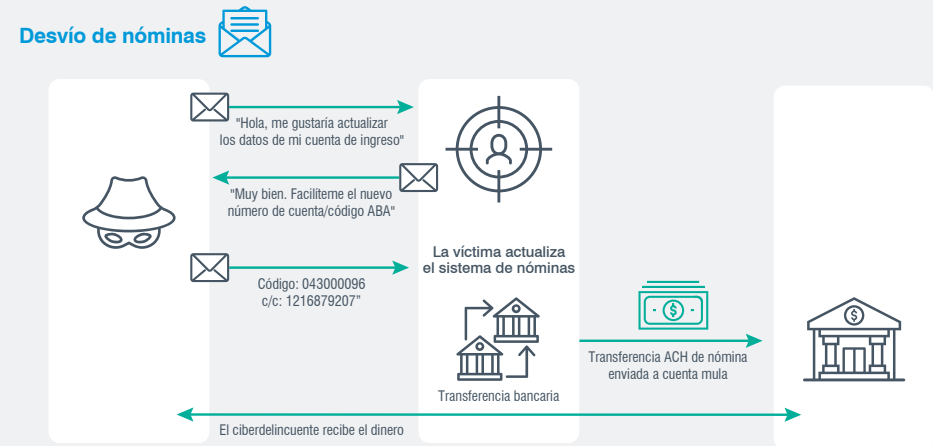 Desvío de nóminas
"Hola, me gustaría actualizar
los datos de mi cuenta de ingreso"
"Muy bien. Facilíteme el nuevo
número de cuenta/código ABA"
Código: 043000096
c/c: 1216879207”
La víctima actualiza
el sistema de nóminas
Transferencia bancaria
$
Transferencia ACH de nómina
enviada a cuenta mula
$
El ciberdelincuente recibe el dinero